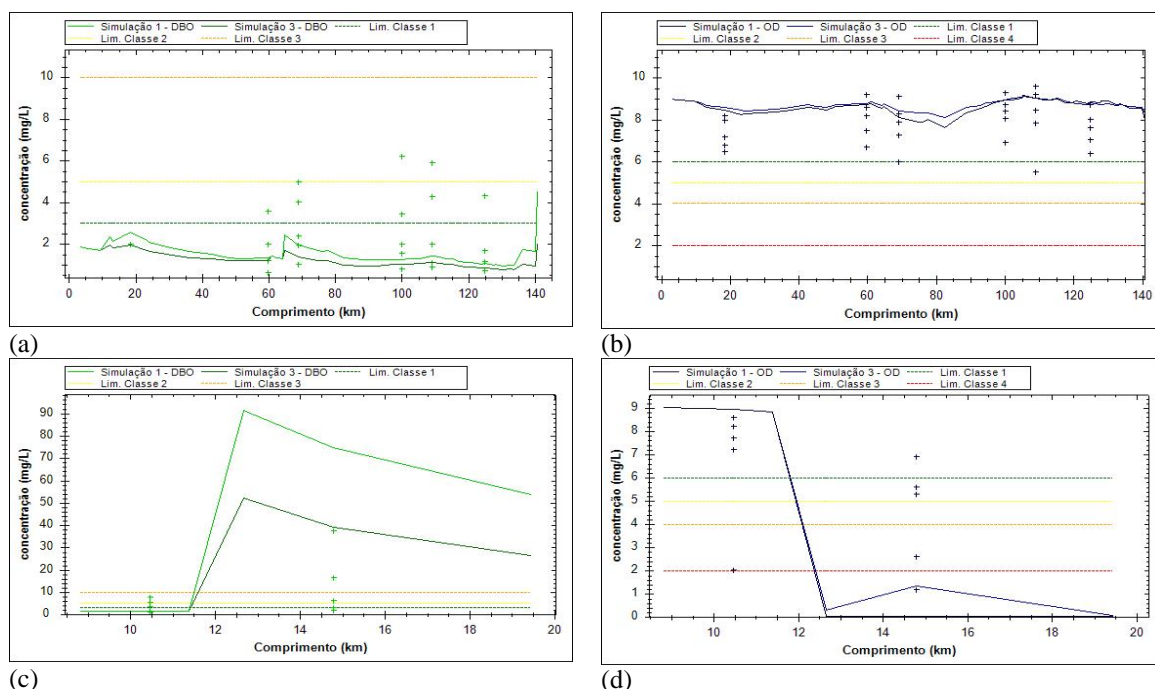 Simulação 1 - DBO Simulação 3 - DBO Lim. Classe 1
Lim. Classe 2 Lim. Classe 3
concentração (mg/L)
10
8
6
4
2
0 20 40 60 80 100 120 140
Comprimento (km)
(a)
Simulação 1 - OD Simulação 3 - OD Lim. Classe 1
Lim. Classe 2 Lim. Classe 3 Lim. Classe 4
concentração (mg/L)
10
8
6
4
2
0 20 40 60 80 100 120 140
Comprimento (km)
(b)
Simulação 1 - DBO Simulação 3 - DBO Lim. Classe 1
Lim. Classe 2 Lim. Classe 3
concentração (mg/L)
90
80
70
60
50
40
30
20
10
0
10 12 14 16 18 20
Comprimento (km)
(c)
Simulação 1 - OD Simulação 3 - OD Lim. Classe 1
Lim. Classe 2 Lim. Classe 3 Lim. Classe 4
concentração (mg/L)
9
8
7
6
5
4
3
2
1
0
10 12 14 16 18 20
Comprimento (km)
(d)